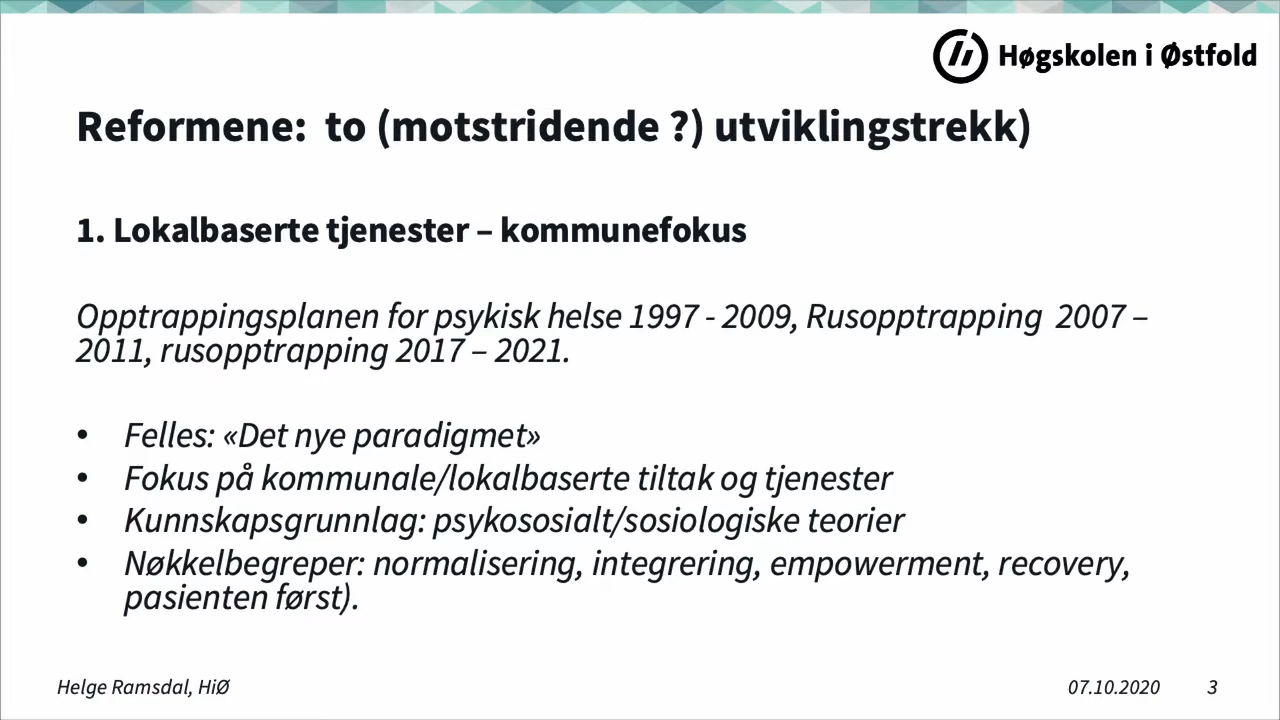 Høgskolen i Østfold
Reformene:  to (motstridende ?) utviklingstrekk)
1. Lokalbaserte tjenester – kommunefokus
Opptrappingsplanen for psykisk helse 1997 - 2009, Rusopptrapping  2007 –
2011, rusopptrapping 2017 – 2021.
• Felles: «Det nye paradigmet»
• Fokus på kommunale/lokalbaserte tiltak og tjenester
• Kunnskapsgrunnlag: psykososialt/sosiologiske teorier
• Nøkkelbegreper: normalisering, integrering, empowerment, recovery,
pasienten først).
Helge Ramsdal, HiØ 07.10.2020 3